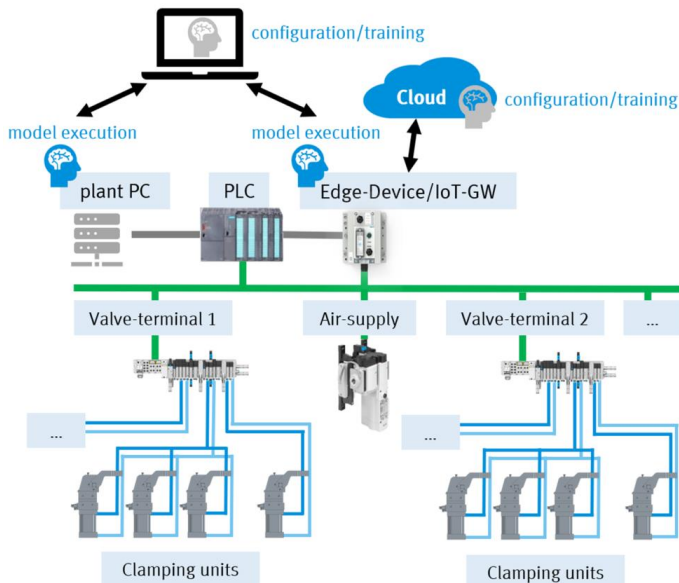 configuration/training
Cloud
configuration/training
model execution
model execution
plant PC
PLC
Edge-Device/IoT-GW
Valve-terminal 1
Air-supply
Valve-terminal 2
...
...
...
Clamping units
Clamping units